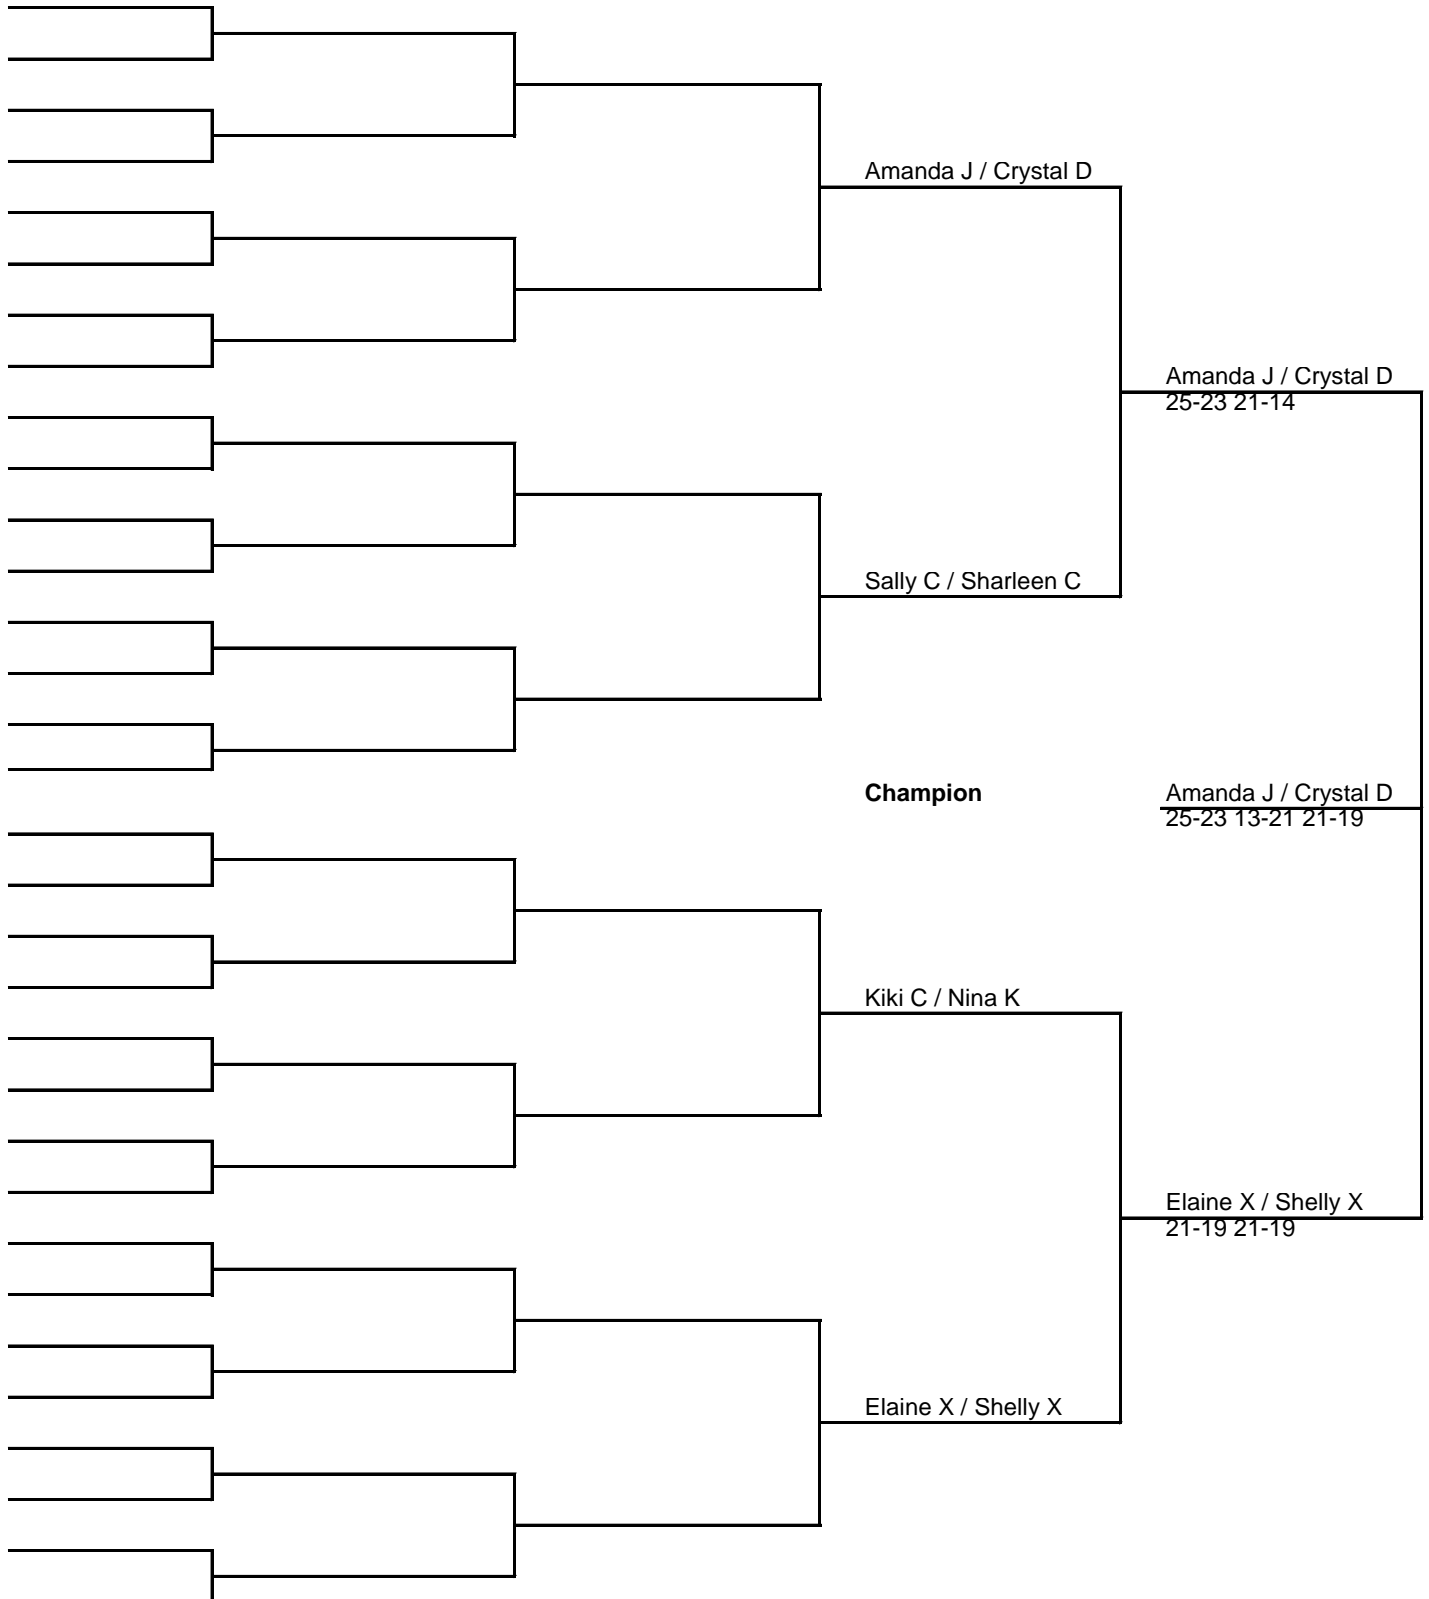 Amanda J / Crystal D
Amanda J / Crystal D
25-23 21-14
Sally C / Sharleen C
Champion
Amanda J / Crystal D
25-23 13-21 21-19
Kiki C / Nina K
Elaine X / Shelly X
21-19 21-19
Elaine X / Shelly X